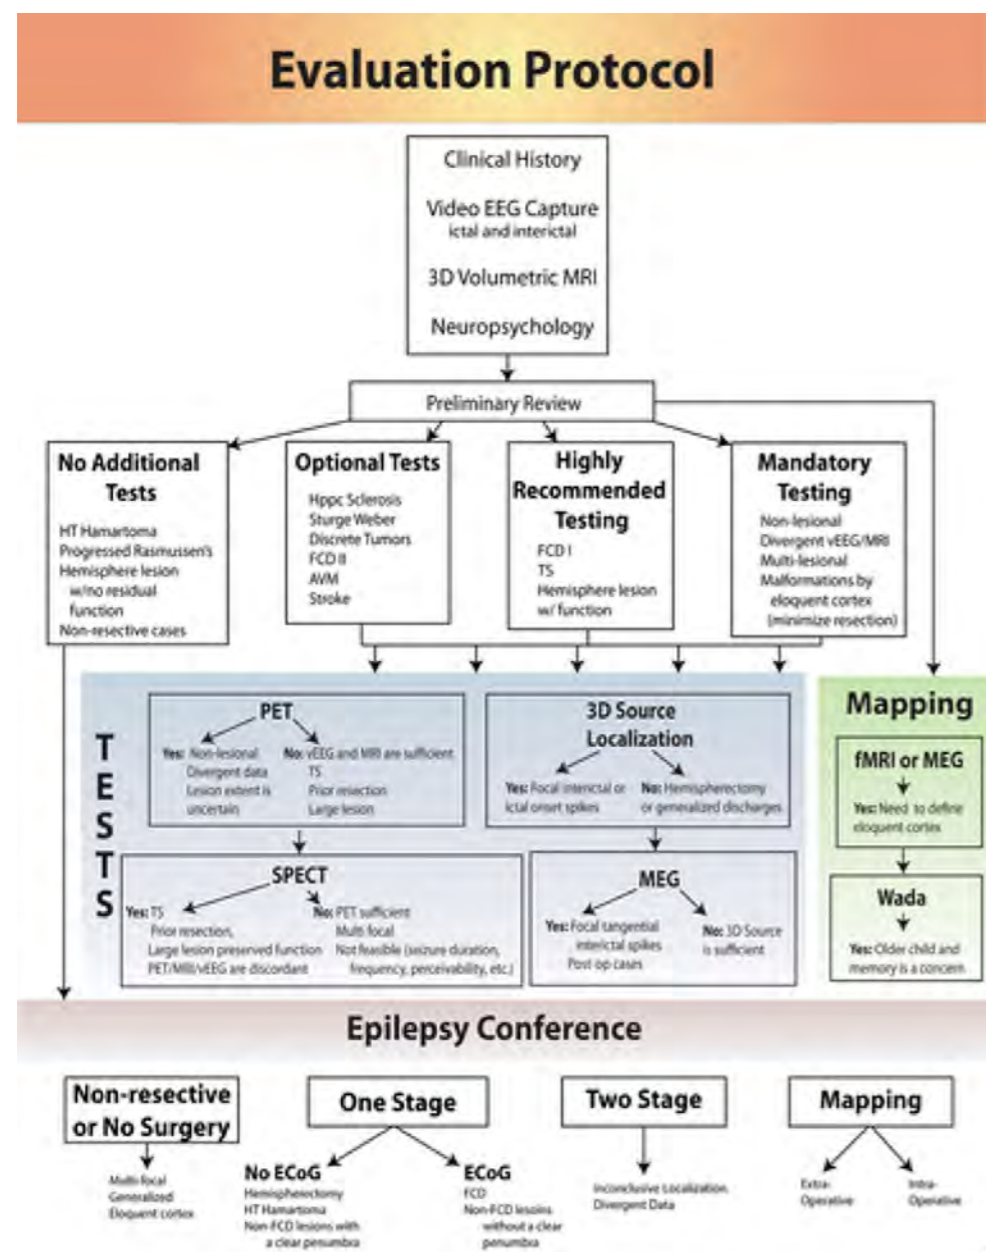 Evaluation Protocol
Clinical History
Video EEG Capture
ictal and interictal
3D Volumetric MRI
Neuropsychology
Preliminary Review
No Additional
Tests
HT Hamartoma
Progressed Rasmussen's
Hemisphere lesion
w/no residual
function
Non-resective cases
Optional Tests
Hppc Sclerosis
Sturge Weber
Discrete Tumors
FCD II
AVM
Stroke
Highly
Recommended
Testing
FCD I
TS
Hemisphere lesion
w/ function
Mandatory
Testing
Non-lesional
Divergent vEEG/MRI
Multi-lesional
Malformations by
eloquent cortex
(minimize resection)
TESTS
PET
Yes: Non-lesional
Divergent data
Lesion extent is
uncertain
No: vEEG and MRI are sufficient
TS
Prior resection
Large lesion
3D Source
Localization
Yes: Focal interictal or
ictal onset spikes
No: Hemispherectomy
or generalized discharges
SPECT
Yes: TS
Prior resection,
Large lesion preserved function
PET/MRI/vEEG are discordant
No: PET sufficient
Multi focal
Not feasible (seizure duration,
frequency, perceivability, etc.)
MEG
Yes: Focal tangential
interictal spikes
Post op cases
No: 3D Source
is sufficient
Mapping
fMRI or MEG
Yes: Need to define
eloquent cortex
Wada
Yes: Older child and
memory is a concern
Epilepsy Conference
Non-resective
or No Surgery
Multi-focal
Generalized
Eloquent cortex
One Stage
No ECoG
Hemispherectomy
HT Hamartoma
Non-FCD lesions with
a clear penumbra
ECoG
FCD
Non-FCD lesoins
without a clear
penumbra
Two Stage
Inconclusive Localization
Divergent Data
Mapping
Extra-
Operative
Intra-
Operative